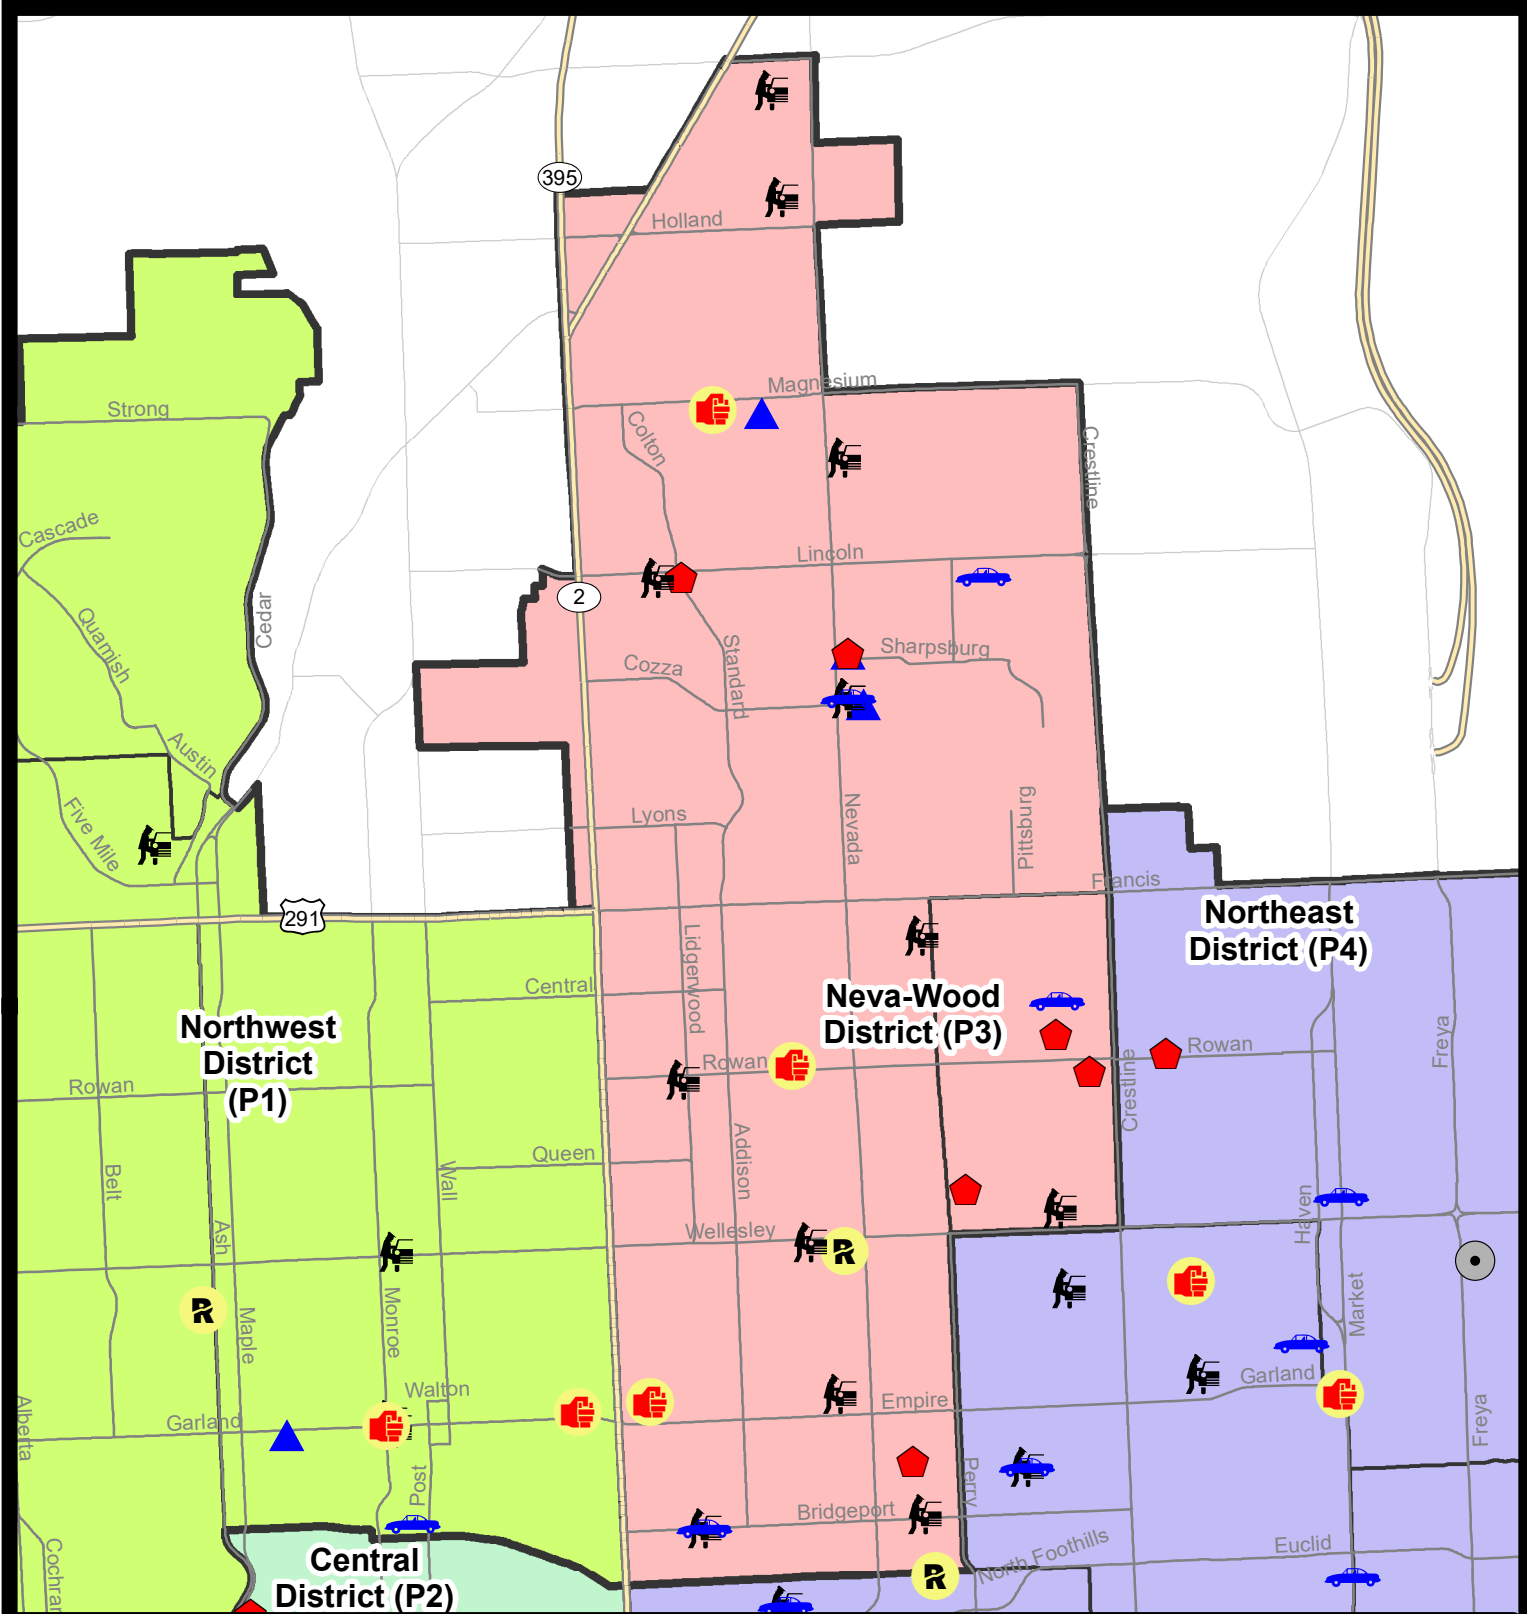 395
Holland
Magnesium
Colton
Strong
Crestline
Cascade
Lincoln
2
Quamish
Cedar
Standard
Sharpsburg
Cozza
Austin
Five Mile
Lyons
Nevada
Pittsburg
Francis
291
Northeast
District (P4)
Lidgerwood
Central
Neva-Wood
District (P3)
Northwest
District
(P1)
Freya
Rowan
Rowan
Rowan
Crestline
Addison
Queen
Belt
Wall
Ash
Haven
Wellesley
Maple
Monroe
Market
Walton
Garland
Empire
Garland
Alberta
Freya
Post
Perry
Bridgeport
North Foothills
Euclid
Cochran
Central
District (P2)
R
R
R